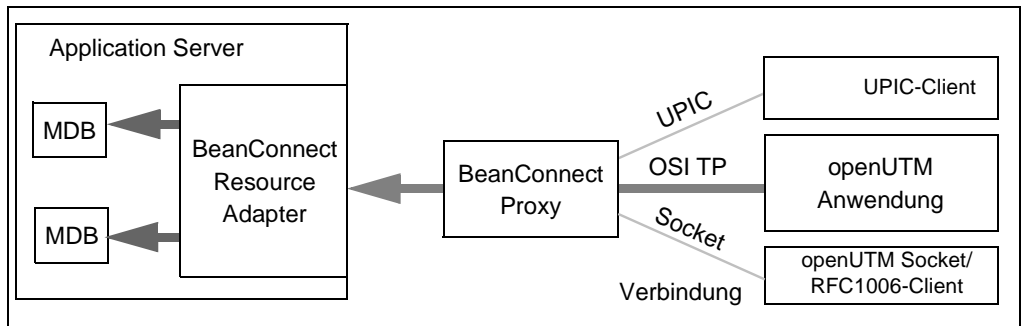 Application Server
MDB
MDB
BeanConnect
Resource
Adapter
BeanConnect
Proxy
UPIC
OSI TP
Socket
Verbindung
UPIC-Client
openUTM
Anwendung
openUTM Socket/
RFC1006-Client